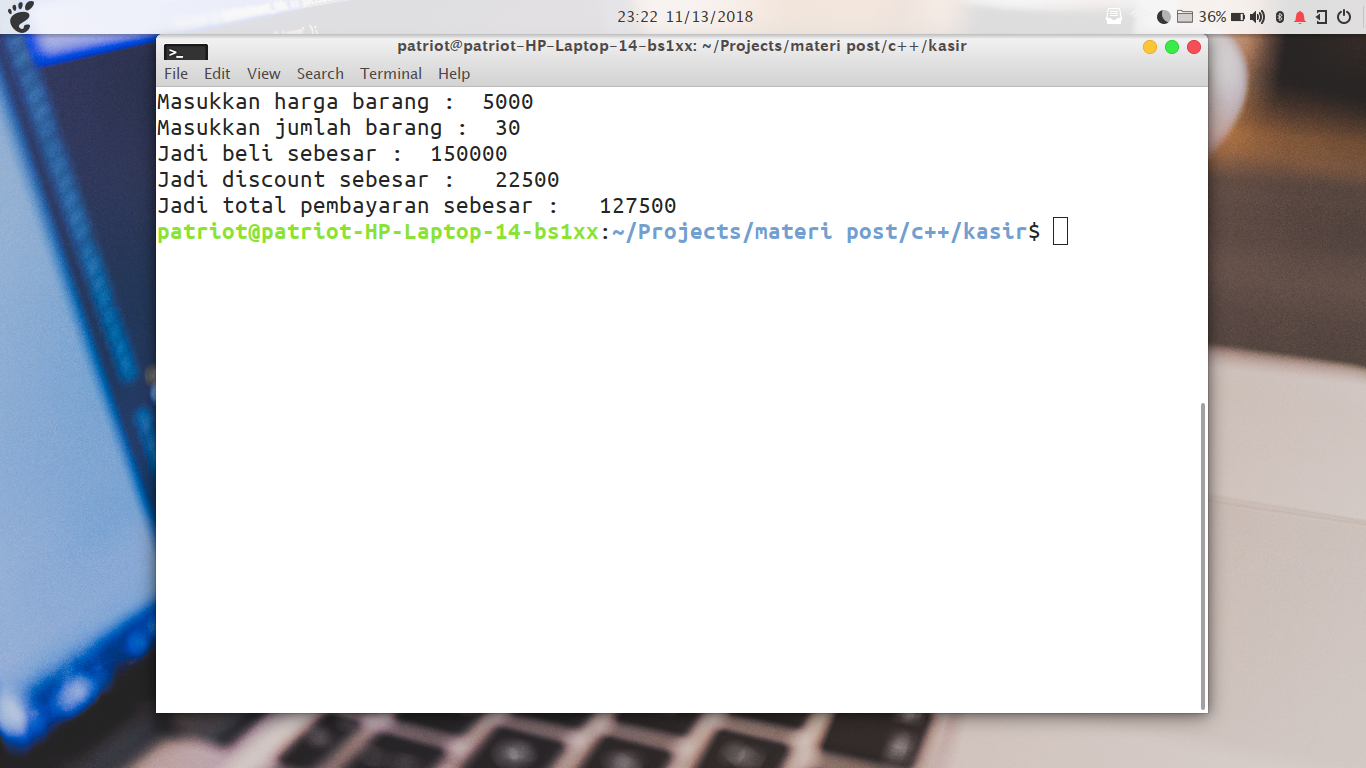 23:22 11/13/2018
36%
patriot@patriot-HP-Laptop-14-bs1xx: ~/Projects/materi post/c++/kasir
File Edit View Search Terminal Help
Masukkan harga barang :  5000
Masukkan jumlah barang :  30
Jadi beli sebesar :  150000
Jadi discount sebesar :   22500
Jadi total pembayaran sebesar :   127500
patriot@patriot-HP-Laptop-14-bs1xx:~/Projects/materi post/c++/kasir$